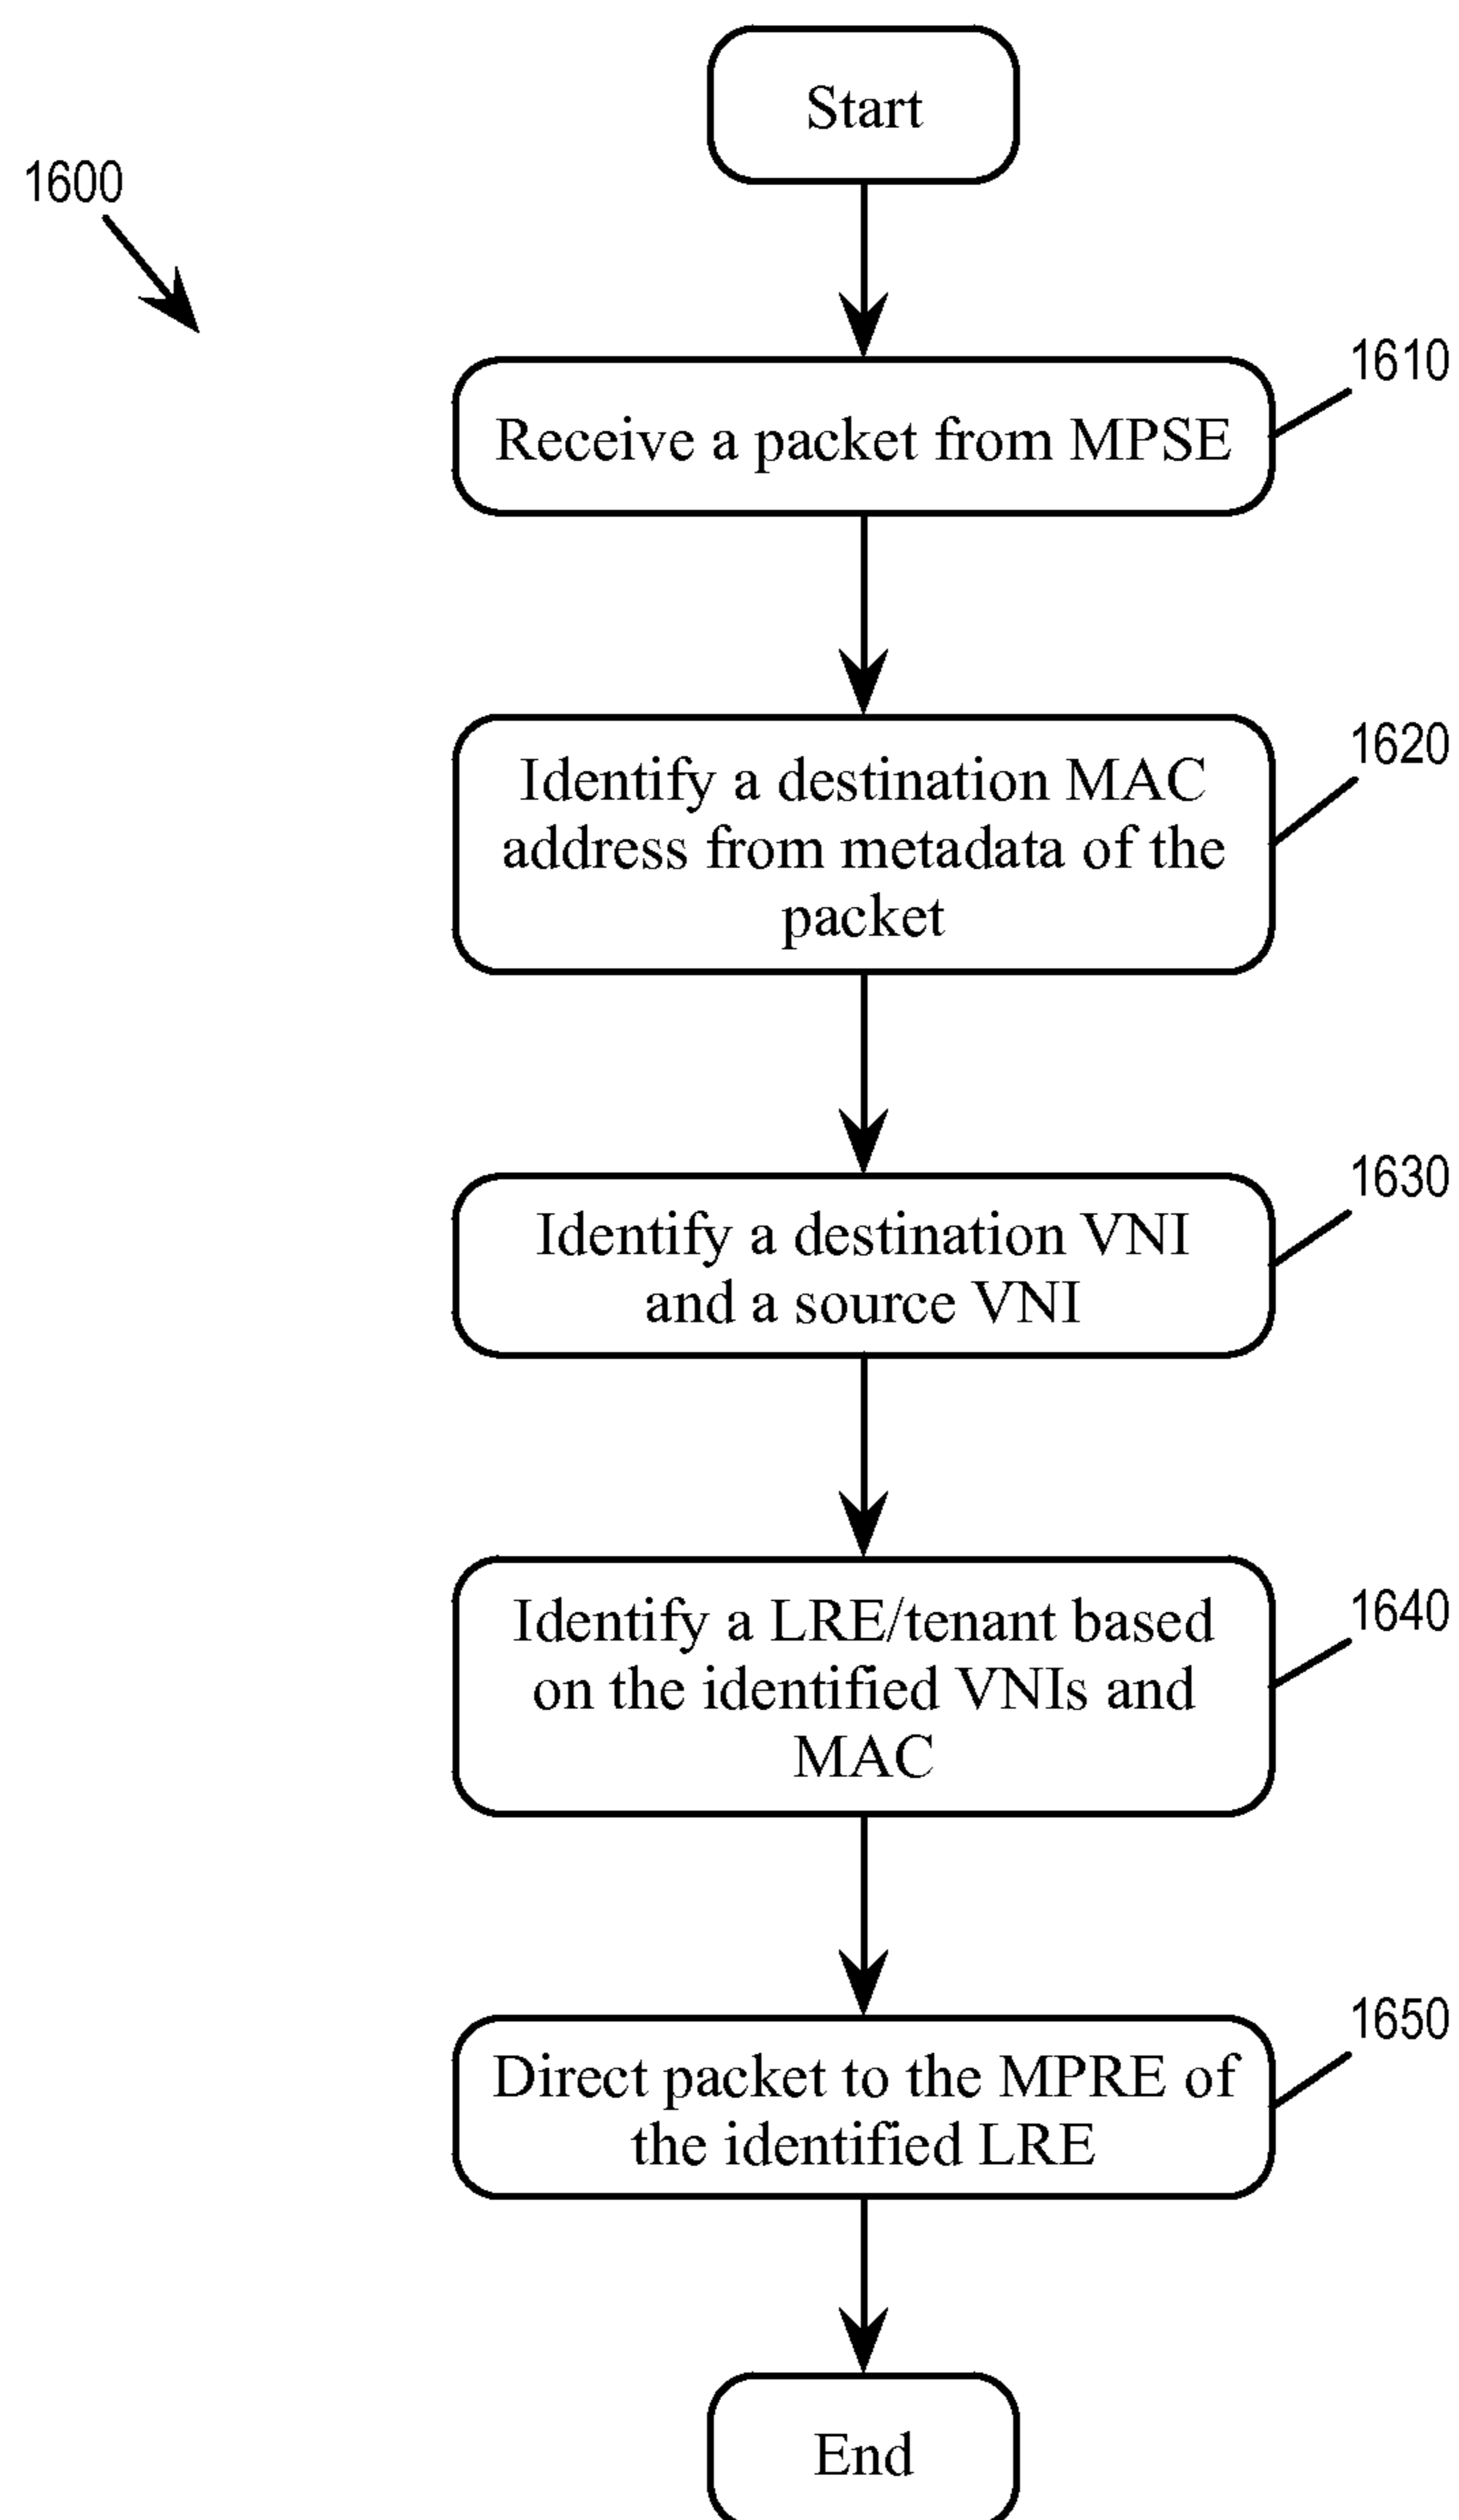 Start
1600
1610
Receive a packet from MPSE
1620
Identify a destination MAC
address from metadata of the
packet
1630
Identify a destination VNI
and a source VNI
1640
Identify a LRE/tenant based
on the identified VNIs and
MAC
1650
Direct packet to the MPRE of
the identified LRE
End